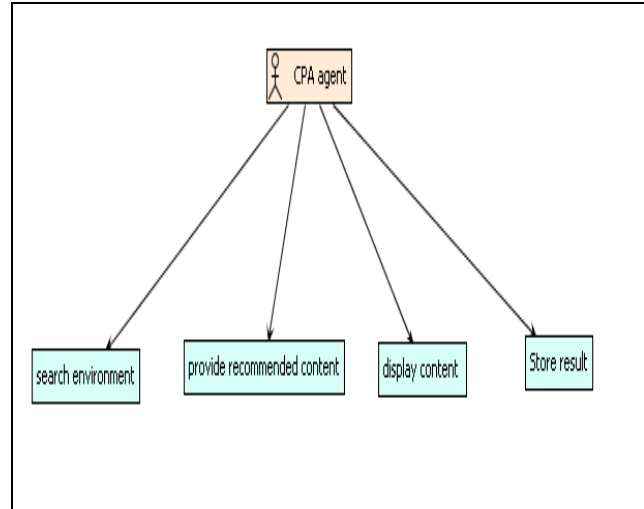 CPA agent
search environment
provide recommended content
display content
Store result